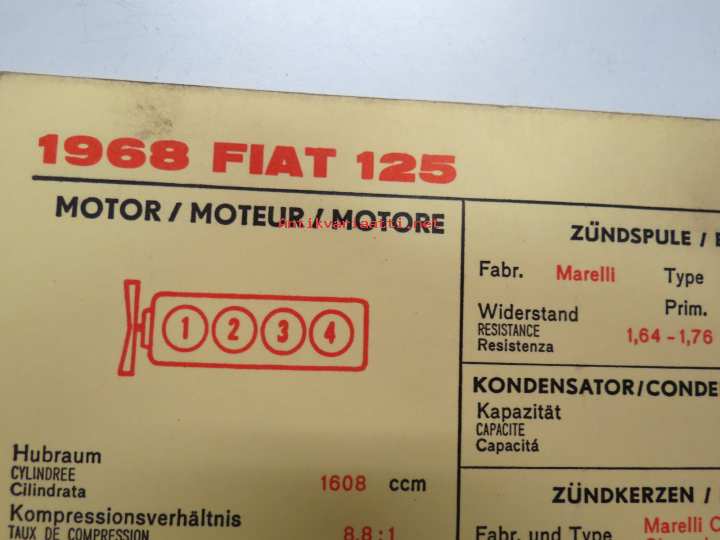 1968 FIAT 125
MOTOR / MOTEUR / MOTORE
Antikvariaatti.net
1 2 3 4
Hubraum
CYLINDREE
Cilindrata 1608 ccm
Kompressionsverhältnis
TAUX DE COMPRESSION 8,8 : 1
ZÜNDSPULE /
Fabr. Marelli Type
Widerstand Prim.
RESISTANCE 1,64 - 1,76
Resistenza
KONDENSATOR/CONDE
Kapazität
CAPACITE
Capacitá
ZÜNDKERZEN /
Marelli
Fabr. und Type